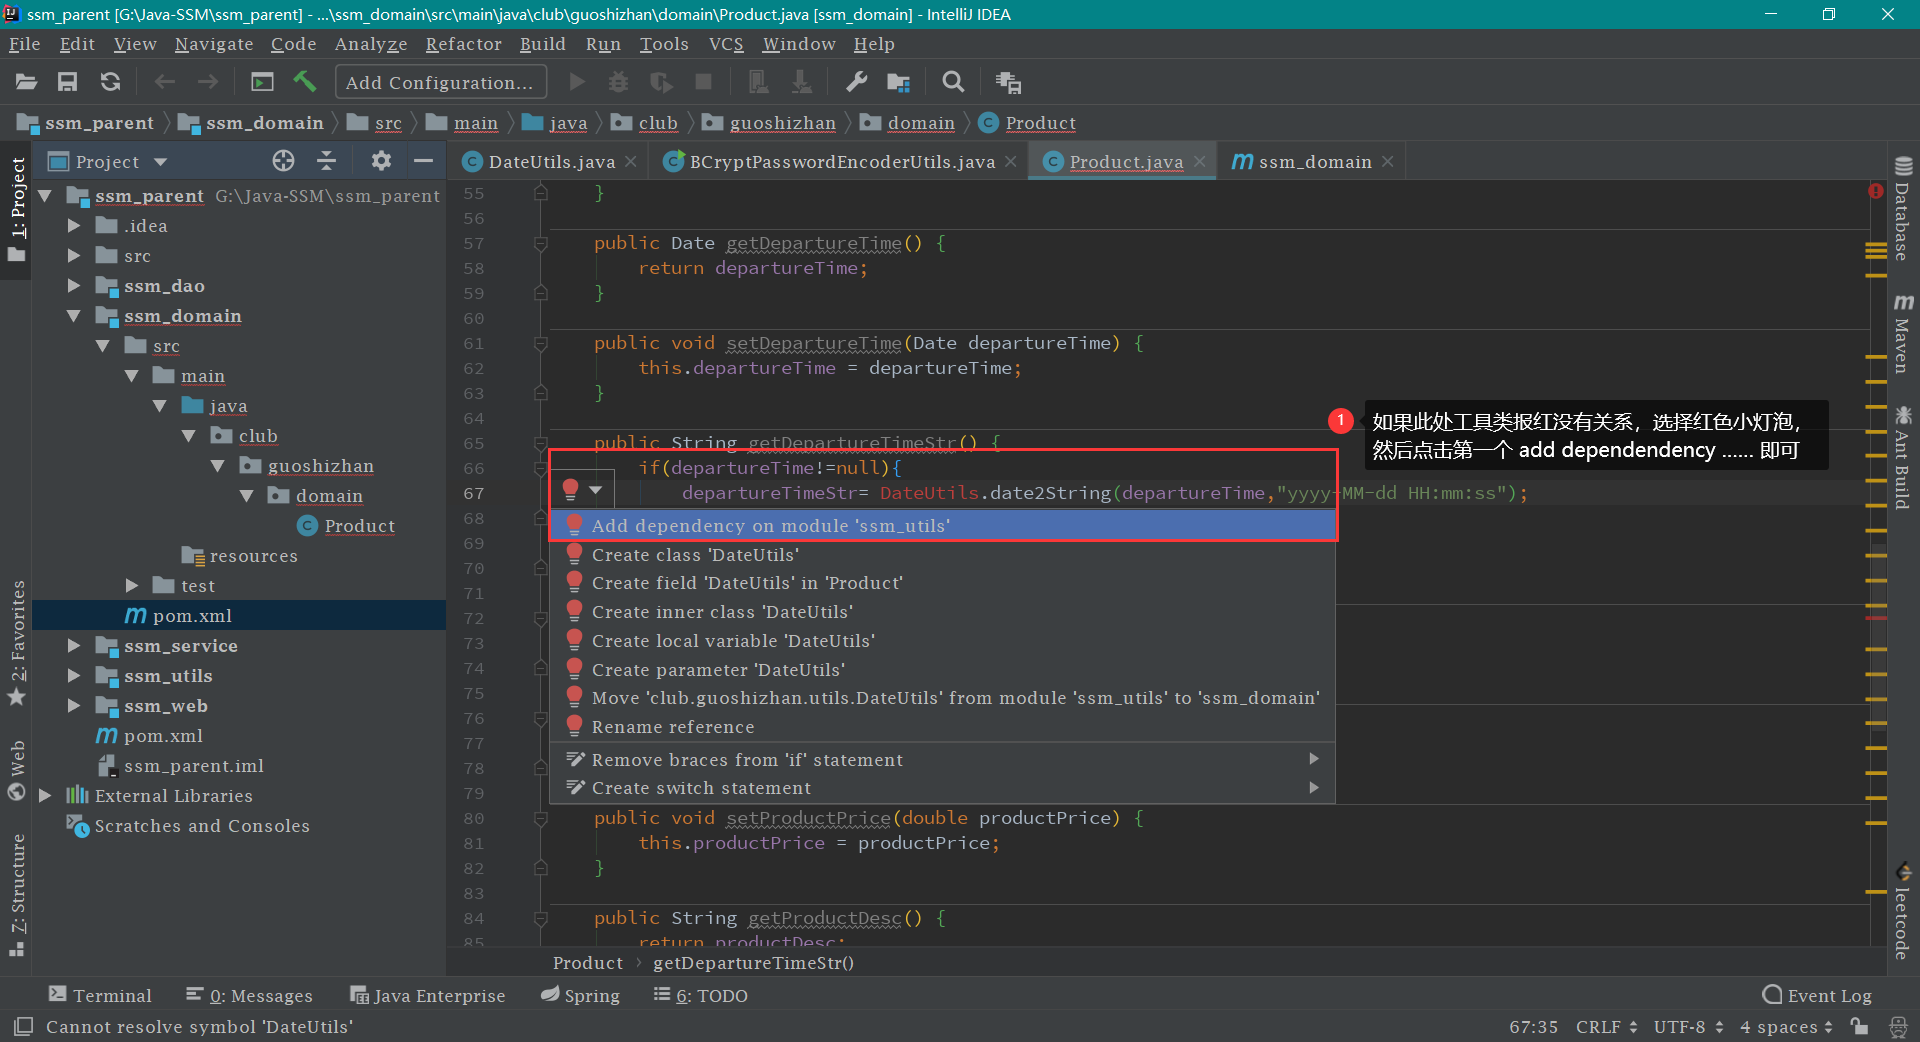 ssm_parent [G:\Java-SSM\ssm_parent] - ...\ssm_domain\src\main\java\club\guoshizhan\domain\Product.java [ssm_domain] - IntelliJ IDEA
File Edit View Navigate Code Analyze Refactor Build Run Tools VCS Window Help
Add Configuration...
ssm_parent ssm_domain src main java club guoshizhan domain Product
1: Project
2: Favorites
Web
Z: Structure
Project
ssm_parent G:\Java-SSM\ssm_parent
.idea
src
ssm_dao
ssm_domain
src
main
java
club
guoshizhan
domain
Product
resources
test
pom.xml
ssm_service
ssm_utils
ssm_web
pom.xml
ssm_parent.iml
External Libraries
Scratches and Consoles
DateUtils.java BCryptPasswordEncoderUtils.java Product.java ssm_domain
55 }
56
57 public Date getDepartureTime() {
58 return departureTime;
59 }
60
61 public void setDepartureTime(Date departureTime) {
62 this.departureTime = departureTime;
63 }
64
65 public String getDepartureTimeStr() {
66 if(departureTime!=null){
67 departureTimeStr= DateUtils.date2String(departureTime,"yyyy-MM-dd HH:mm:ss");
1
如果此处工具类报红没有关系，选择红色小灯泡，
然后点击第一个 add dependendency …… 即可
68 Add dependency on module 'ssm_utils'
69 Create class 'DateUtils'
70 Create field 'DateUtils' in 'Product'
71 Create inner class 'DateUtils'
72
73 Create local variable 'DateUtils'
74 Create parameter 'DateUtils'
75 Move 'club.guoshizhan.utils.DateUtils' from module 'ssm_utils' to 'ssm_domain'
76 Rename reference
77
78 Remove braces from 'if' statement
79 Create switch statement
80 public void setProductPrice(double productPrice) {
81 this.productPrice = productPrice;
82 }
83
84 public String getProductDesc() {
85 return productDesc;
Product getDepartureTimeStr()
Database
Maven
Ant Build
leetcode
Terminal 0: Messages Java Enterprise Spring 6: TODO Event Log
Cannot resolve symbol 'DateUtils' 67:35 CRLF UTF-8 4 spaces